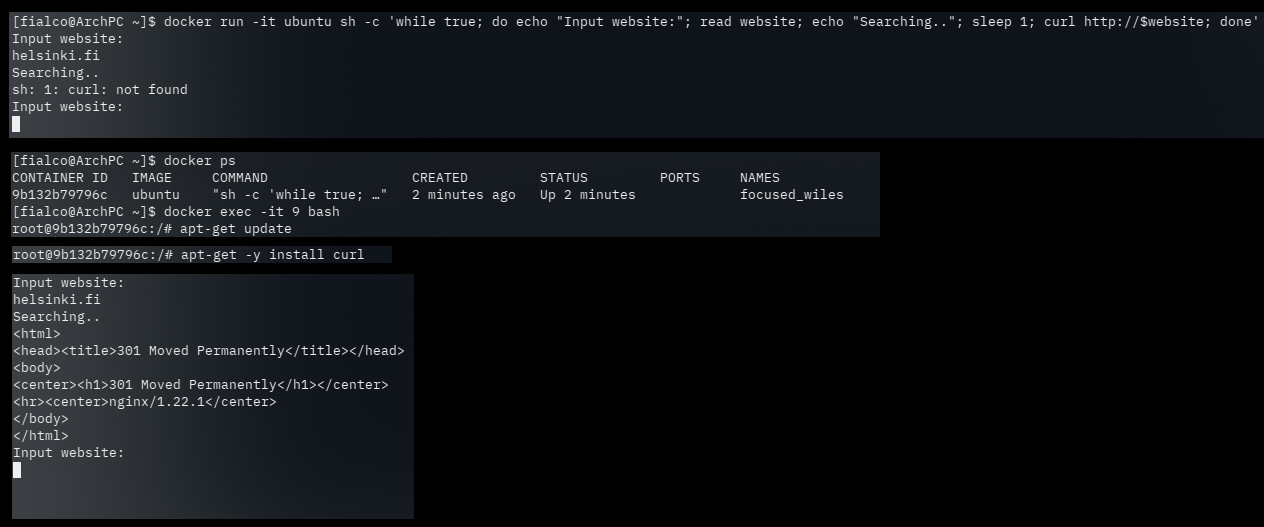 [fialco@ArchPC ~]$ docker run -it ubuntu sh -c 'while true; do echo "Input website:"; read website; echo "Searching.."; sleep 1; curl http://$website; done'
Input website:
helsinki.fi
Searching..
sh: 1: curl: not found
Input website:
[fialco@ArchPC ~]$ docker ps
CONTAINER ID   IMAGE     COMMAND                  CREATED         STATUS         PORTS     NAMES
9b132b79796c   ubuntu    "sh -c 'while true; …"   2 minutes ago   Up 2 minutes             focused_wiles
[fialco@ArchPC ~]$ docker exec -it 9 bash
root@9b132b79796c:/# apt-get update
root@9b132b79796c:/# apt-get -y install curl
Input website:
helsinki.fi
Searching..
<html>
<head><title>301 Moved Permanently</title></head>
<body>
<center><h1>301 Moved Permanently</h1></center>
<hr><center>nginx/1.22.1</center>
</body>
</html>
Input website: